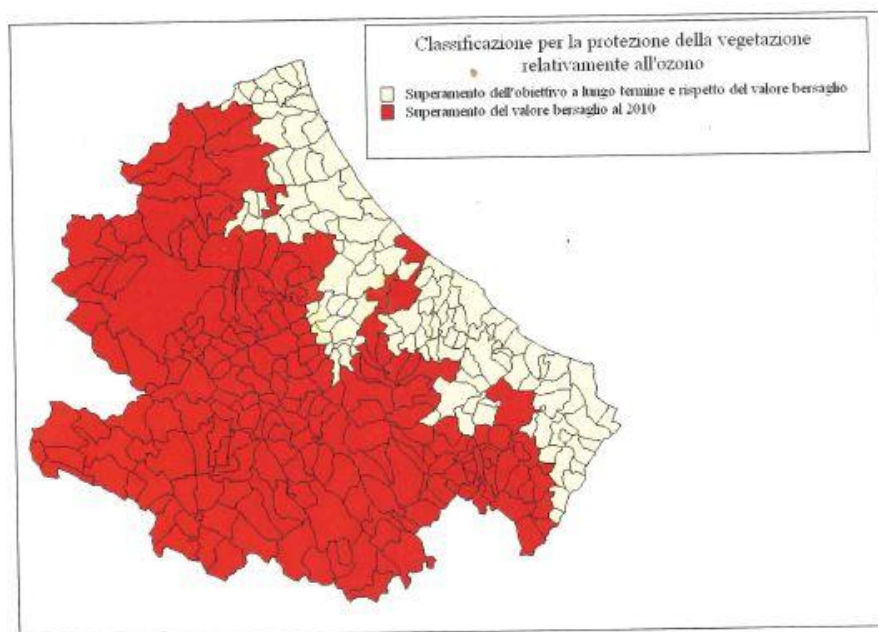 Classificazione per la protezione della vegetazione
relativamente all'ozono
Superamento dell'obiettivo a lungo termine e rispetto del valore bersaglio
Superamento del valore bersaglio al 2010